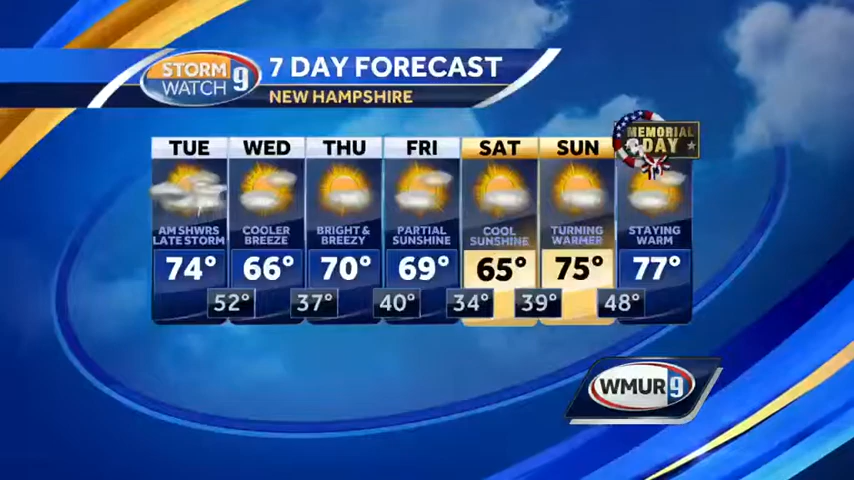 STORM
WATCH 9
7 DAY FORECAST
NEW HAMPSHIRE
TUE WED THU FRI SAT SUN MEMORIAL DAY
AM SHWRS LATE STORM
COOLER BREEZE
BRIGHT & BREEZY
PARTIAL SUNSHINE
COOL SUNSHINE
TURNING WARMER
STAYING WARM
74° 66° 70° 69° 65° 75° 77°
52° 37° 40° 34° 39° 48°
WMUR 9